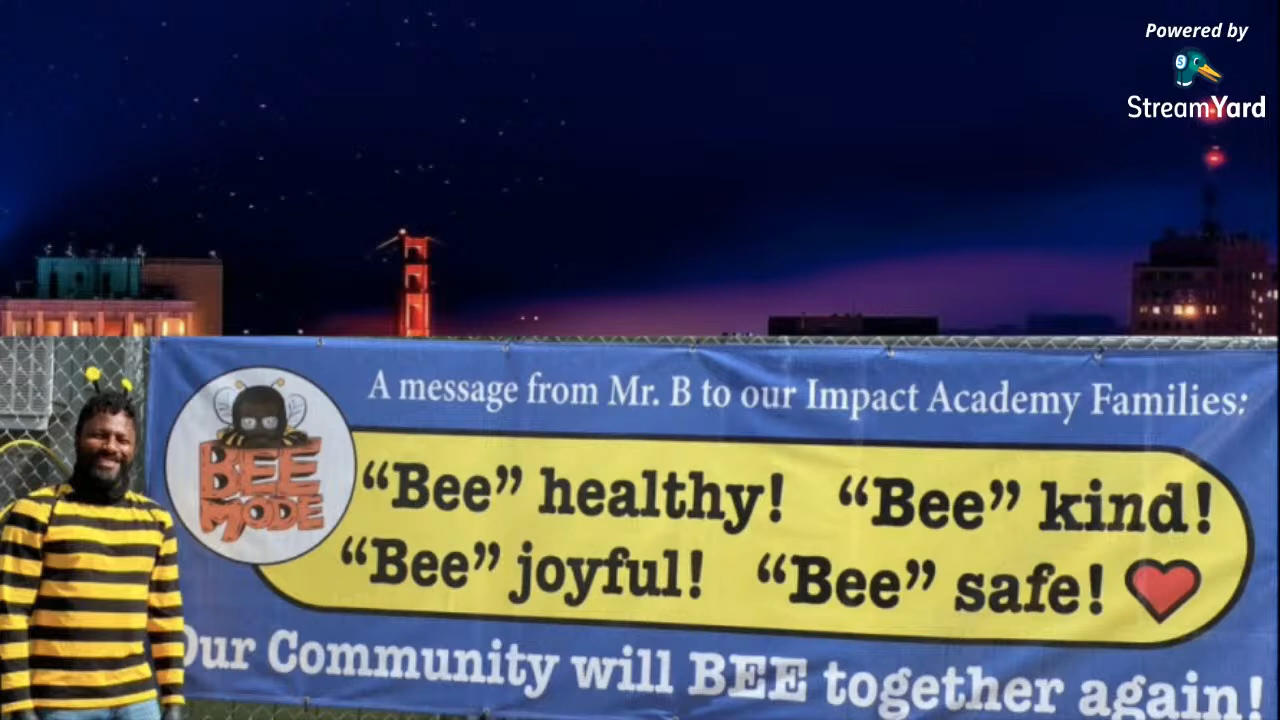 Powered by
StreamYard
A message from Mr. B to our Impact Academy Families:
BEE
MODE
“Bee” healthy! “Bee” kind!
“Bee” joyful! “Bee” safe!
Our Community will BEE together again!